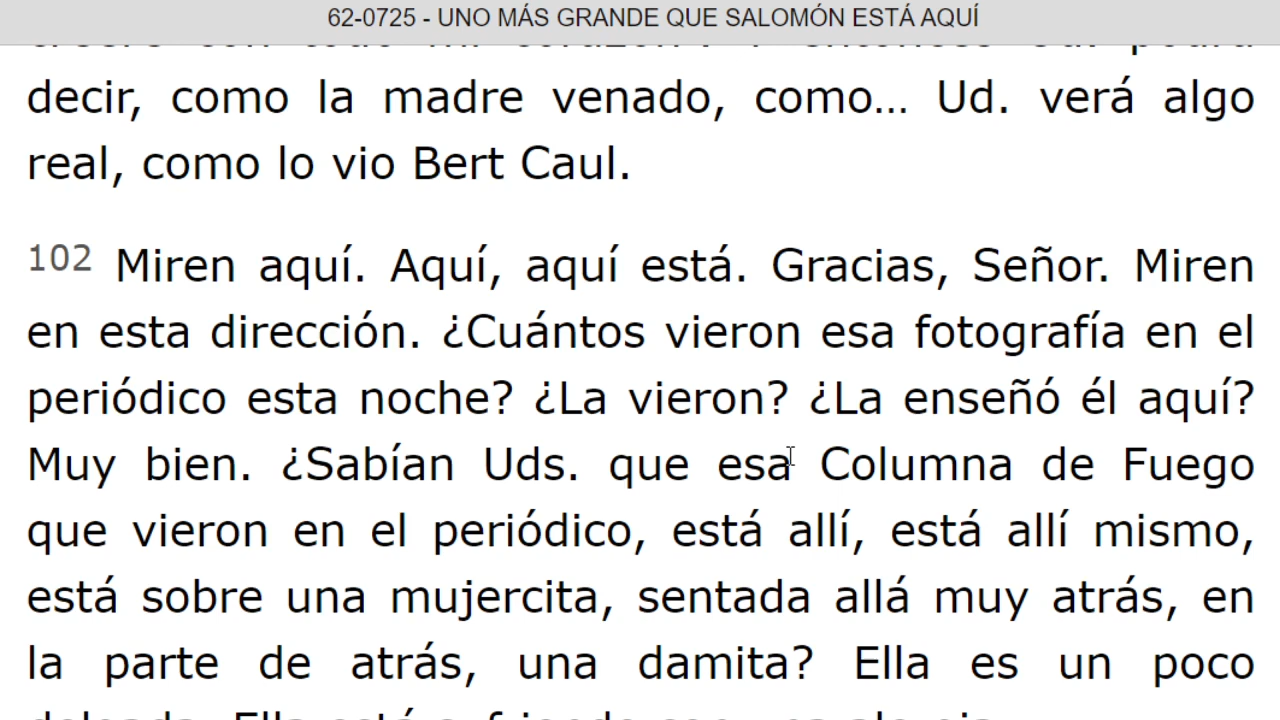 62-0725 - UNO MÁS GRANDE QUE SALOMÓN ESTÁ AQUÍ
decir, como la madre venado, como… Ud. verá algo
real, como lo vio Bert Caul.
102 Miren aquí. Aquí, aquí está. Gracias, Señor. Miren
en esta dirección. ¿Cuántos vieron esa fotografía en el
periódico esta noche? ¿La vieron? ¿La enseñó él aquí?
Muy bien. ¿Sabían Uds. que esa Columna de Fuego
que vieron en el periódico, está allí, está allí mismo,
está sobre una mujercita, sentada allá muy atrás, en
la parte de atrás, una damita? Ella es un poco